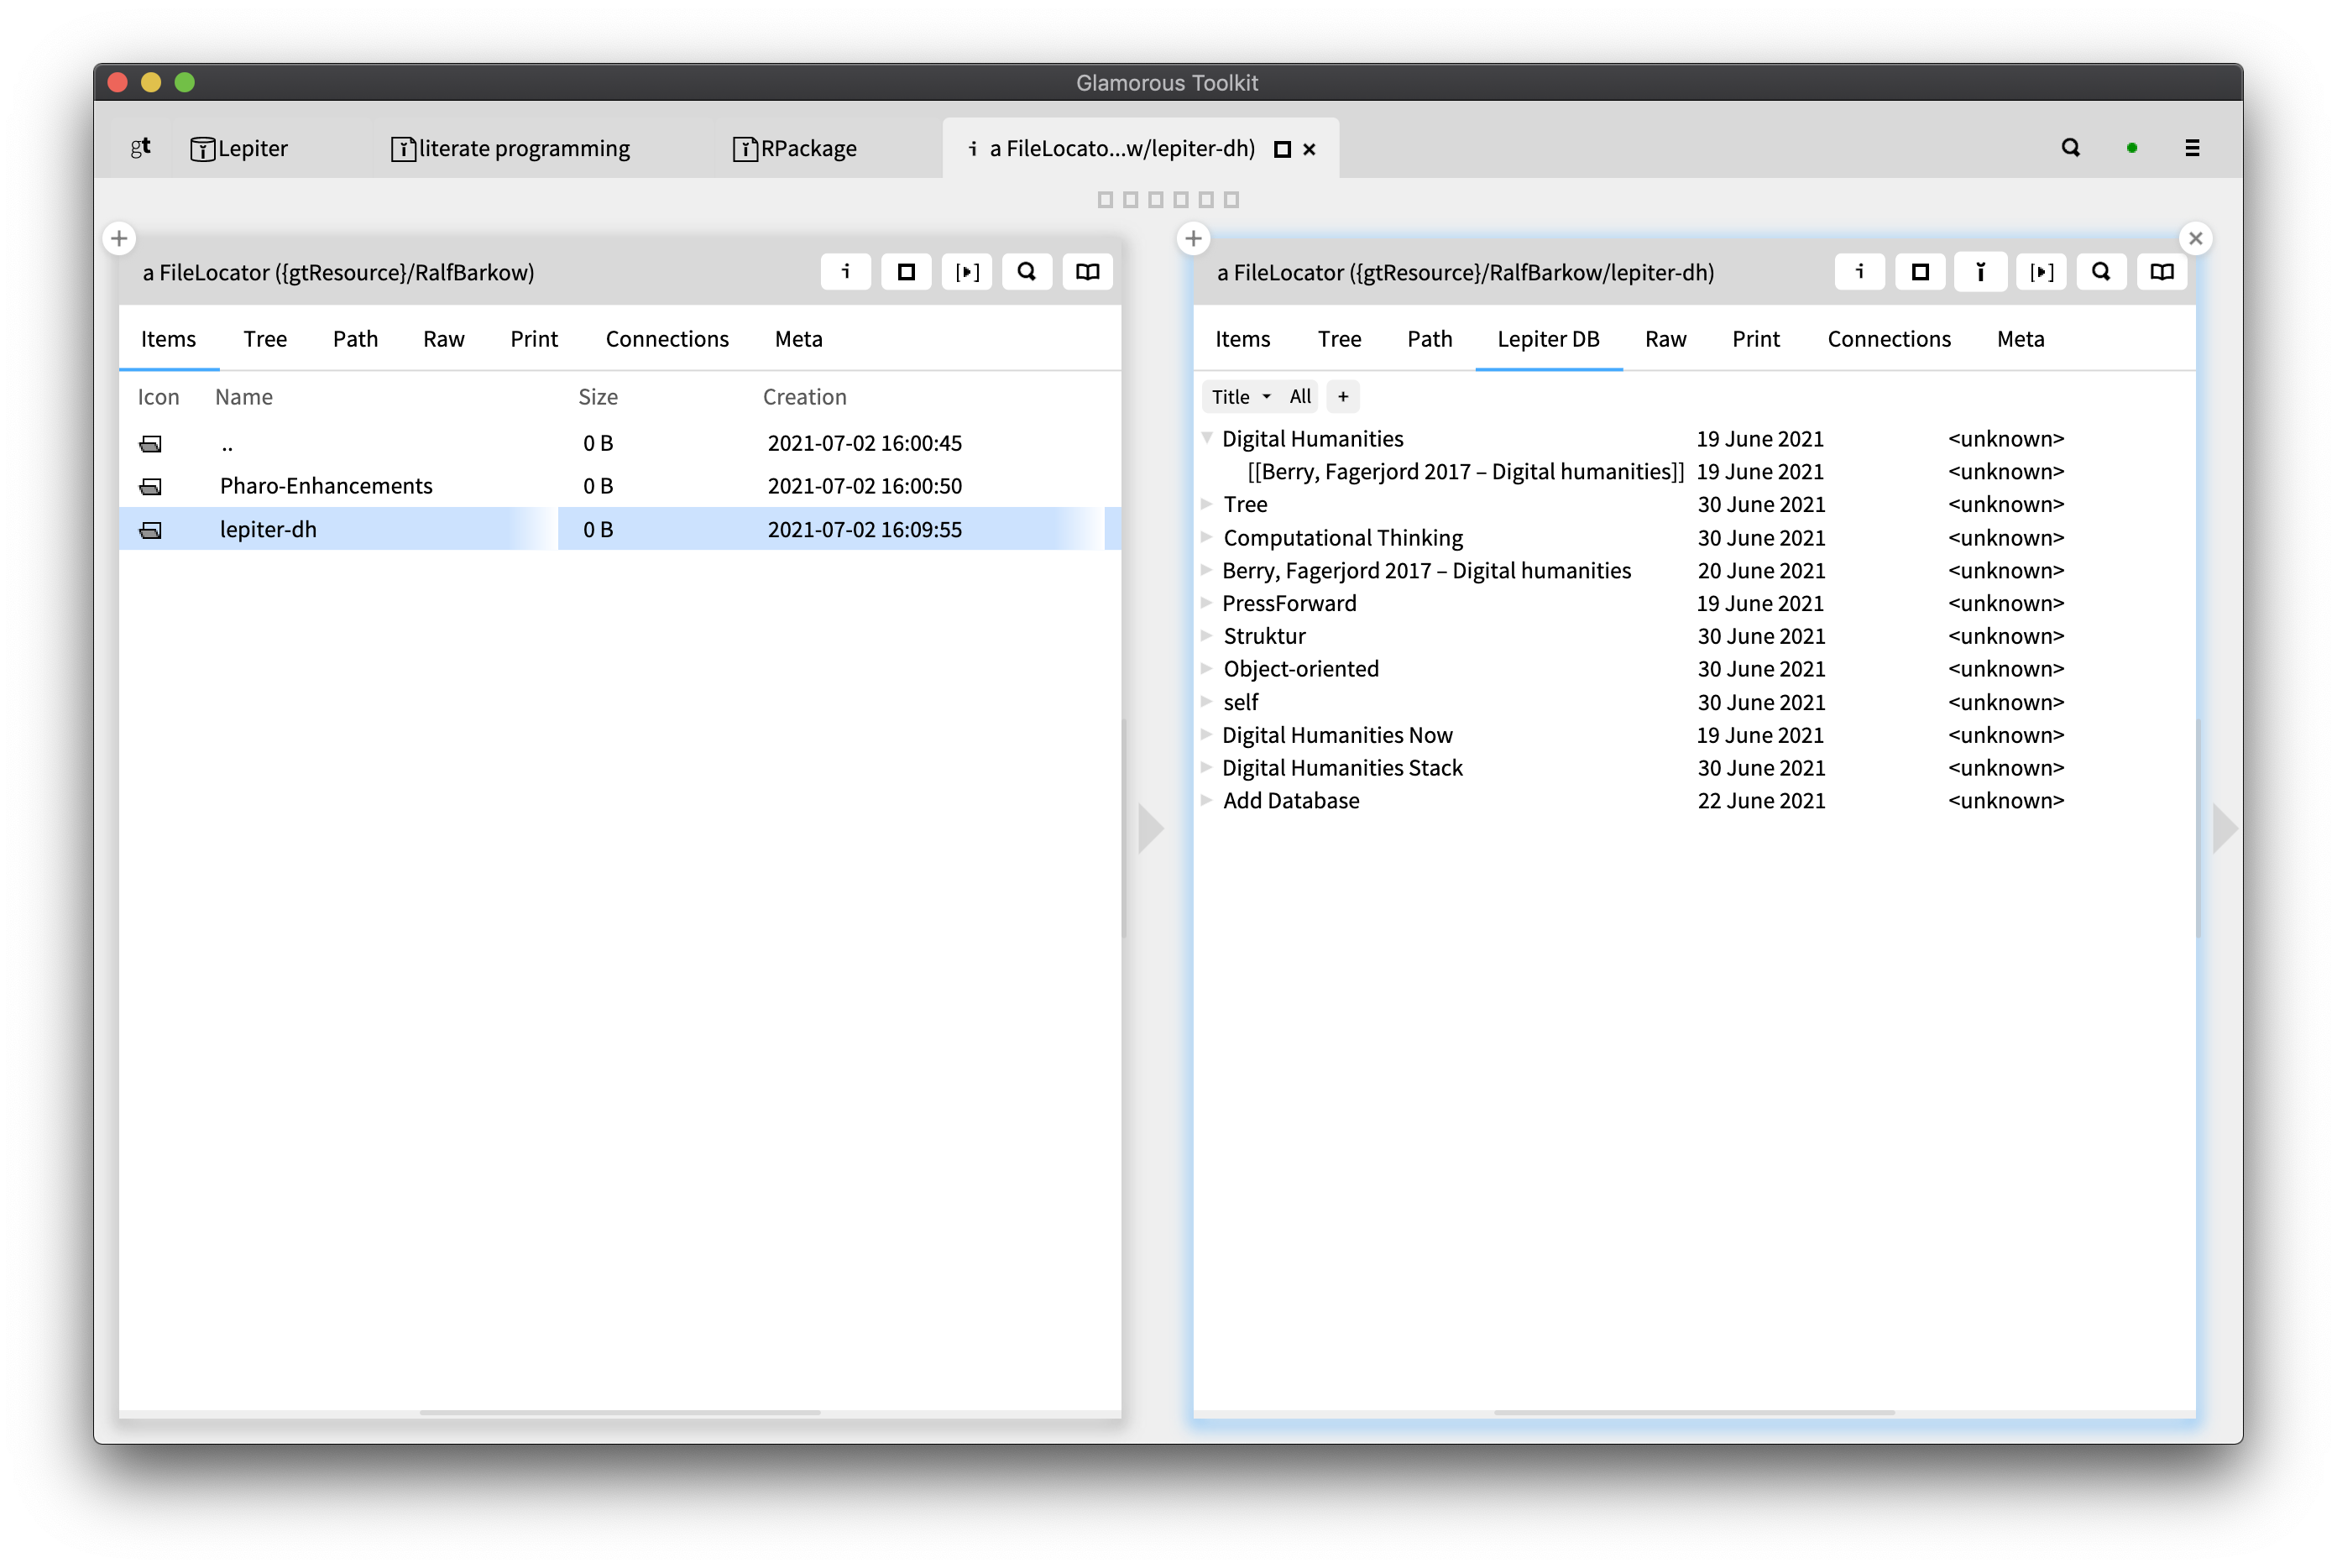 Glamorous Toolkit
gt Lepiter literate programming RPackage i a FileLocato...w/lepiter-dh)
a FileLocator ({gtResource}/RalfBarkow)
Items Tree Path Raw Print Connections Meta
Icon Name Size Creation
.. 0 B 2021-07-02 16:00:45
Pharo-Enhancements 0 B 2021-07-02 16:00:50
lepiter-dh 0 B 2021-07-02 16:09:55
a FileLocator ({gtResource}/RalfBarkow/lepiter-dh)
Items Tree Path Lepiter DB Raw Print Connections Meta
Title All +
Digital Humanities 19 June 2021 <unknown>
[[Berry, Fagerjord 2017 – Digital humanities]] 19 June 2021 <unknown>
Tree 30 June 2021 <unknown>
Computational Thinking 30 June 2021 <unknown>
Berry, Fagerjord 2017 – Digital humanities 20 June 2021 <unknown>
PressForward 19 June 2021 <unknown>
Struktur 30 June 2021 <unknown>
Object-oriented 30 June 2021 <unknown>
self 30 June 2021 <unknown>
Digital Humanities Now 19 June 2021 <unknown>
Digital Humanities Stack 30 June 2021 <unknown>
Add Database 22 June 2021 <unknown>